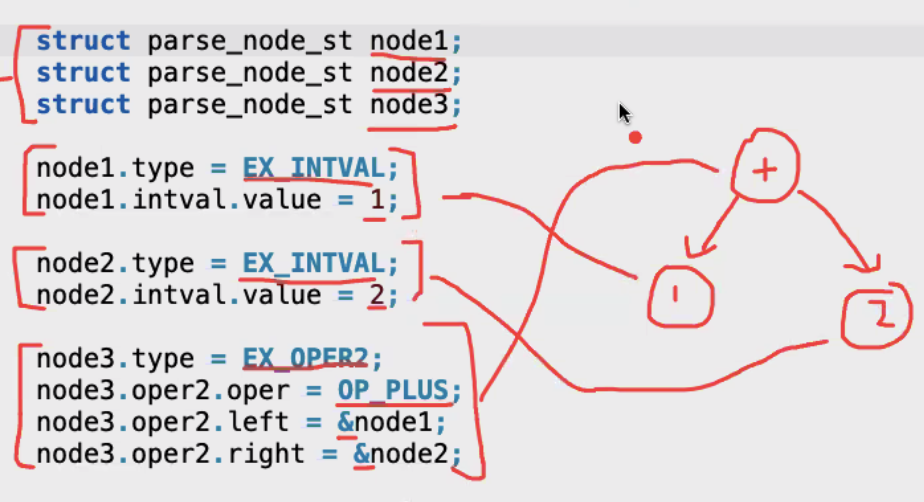 struct parse_node_st node1;
struct parse_node_st node2;
struct parse_node_st node3;
node1.type = EX_INTVAL;
node1.intval.value = 1;
node2.type = EX_INTVAL;
node2.intval.value = 2;
node3.type = EX_OPER2;
node3.oper2.oper = OP_PLUS;
node3.oper2.left = &node1;
node3.oper2.right = &node2;
+
1
2